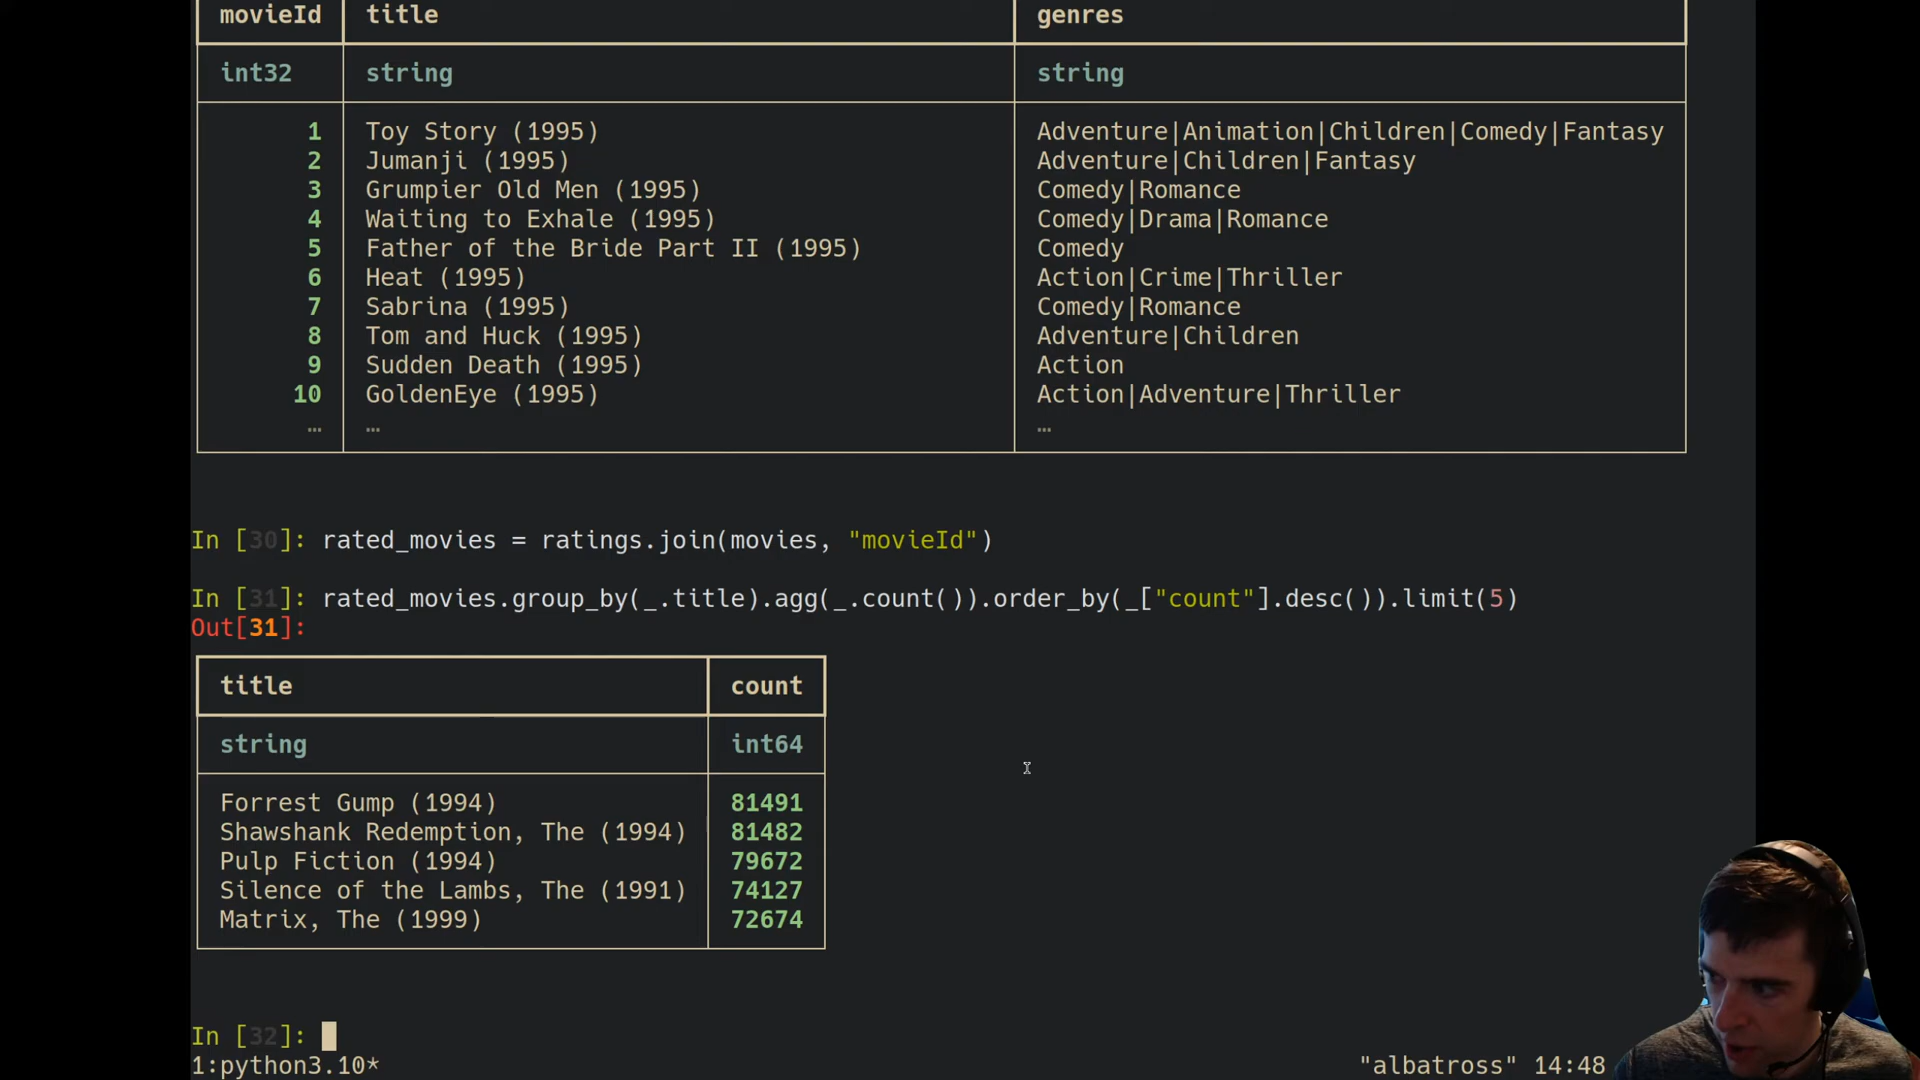 movieId title genres
int32 string string
1 Toy Story (1995) Adventure|Animation|Children|Comedy|Fantasy
2 Jumanji (1995) Adventure|Children|Fantasy
3 Grumpier Old Men (1995) Comedy|Romance
4 Waiting to Exhale (1995) Comedy|Drama|Romance
5 Father of the Bride Part II (1995) Comedy
6 Heat (1995) Action|Crime|Thriller
7 Sabrina (1995) Comedy|Romance
8 Tom and Huck (1995) Adventure|Children
9 Sudden Death (1995) Action
10 GoldenEye (1995) Action|Adventure|Thriller
… … …
In [30]: rated_movies = ratings.join(movies, "movieId")
In [31]: rated_movies.group_by(_.title).agg(_.count()).order_by(_["count"].desc()).limit(5)
Out[31]:
title count
string int64
Forrest Gump (1994) 81491
Shawshank Redemption, The (1994) 81482
Pulp Fiction (1994) 79672
Silence of the Lambs, The (1991) 74127
Matrix, The (1999) 72674
In [32]:
1:python3.10* "albatross" 14:48